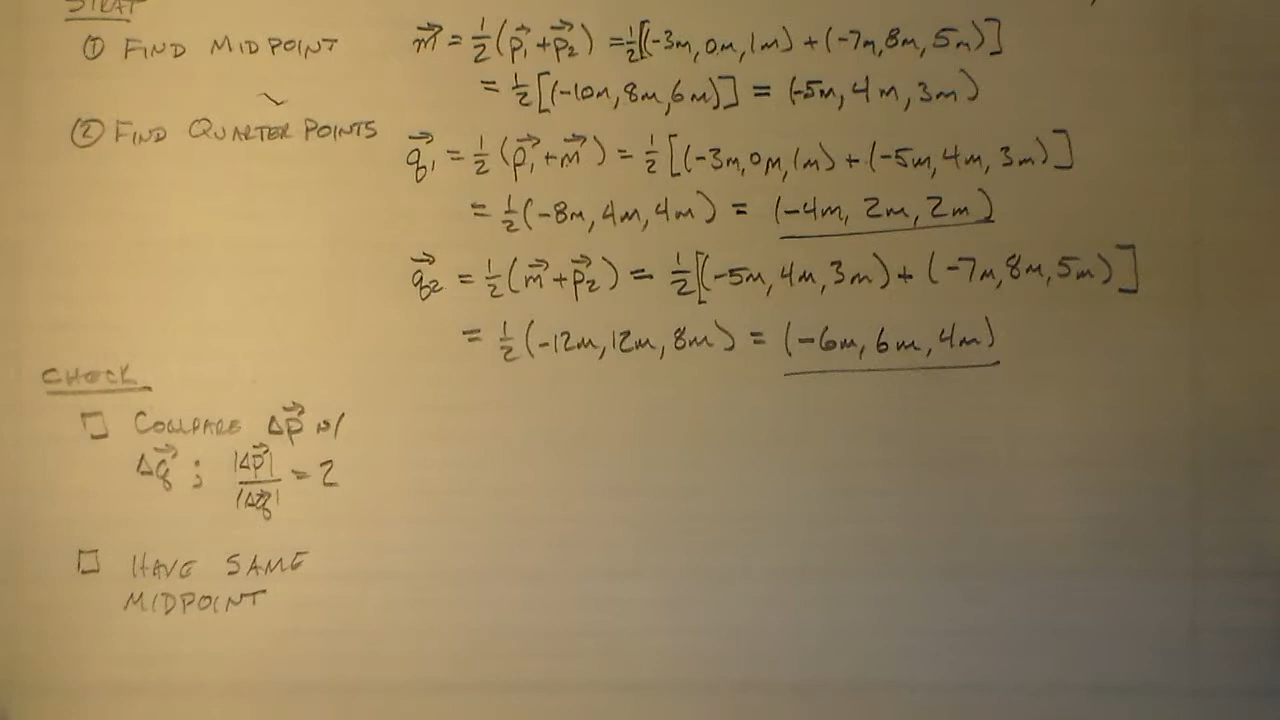 STRAT
① FIND MIDPOINT
m⃗ = ½(p⃗₁ + p⃗₂) = ½[(-3m, 0m, 1m) + (-7m, 8m, 5m)]
= ½[(-10m, 8m, 6m)] = (-5m, 4m, 3m)
② FIND QUARTER POINTS
q⃗₁ = ½(p⃗₁ + m⃗) = ½[(-3m, 0m, 1m) + (-5m, 4m, 3m)]
= ½(-8m, 4m, 4m) = (-4m, 2m, 2m)
q⃗₂ = ½(m⃗ + p⃗₂) = ½[(-5m, 4m, 3m) + (-7m, 8m, 5m)]
= ½(-12m, 12m, 8m) = (-6m, 6m, 4m)
CHECK
□ COMPARE Δp⃗ w/
Δq⃗ ; |Δp⃗|/|Δq⃗| = 2
□ HAVE SAME
MIDPOINT